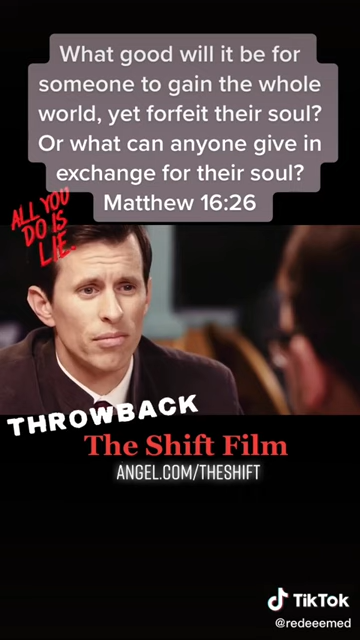 What good will it be for
someone to gain the whole
world, yet forfeit their soul?
Or what can anyone give in
exchange for their soul?
Matthew 16:26
ALL YOU
DO IS
LIE.
THROWBACK
The Shift Film
ANGEL.COM/THESHIFT
TikTok
@redeeemed